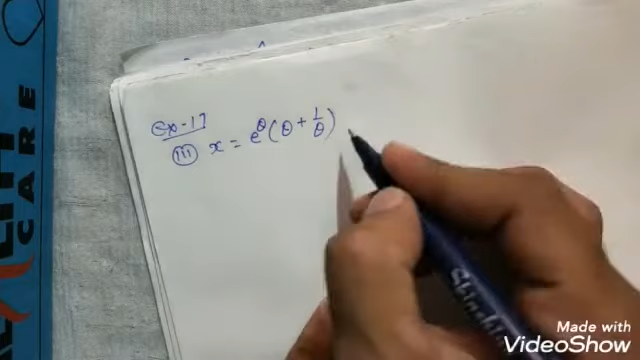 CARE
Ex-17
(iii) x = e^θ(θ + 1/θ)
Made with
VideoShow